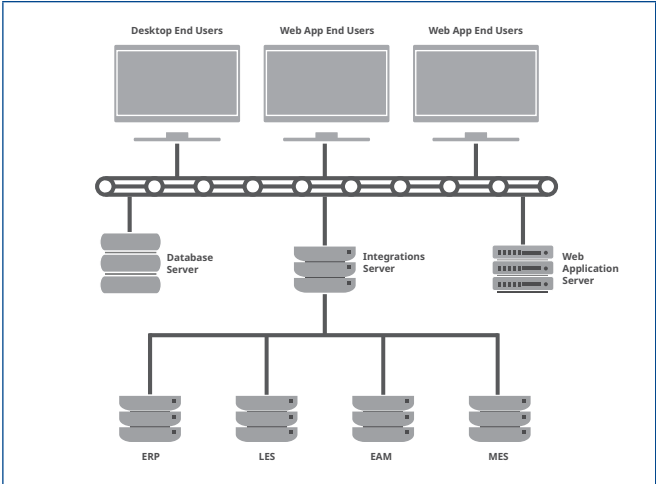 Desktop End Users
Web App End Users
Web App End Users
Database
Server
Integrations
Server
Web
Application
Server
ERP
LES
EAM
MES